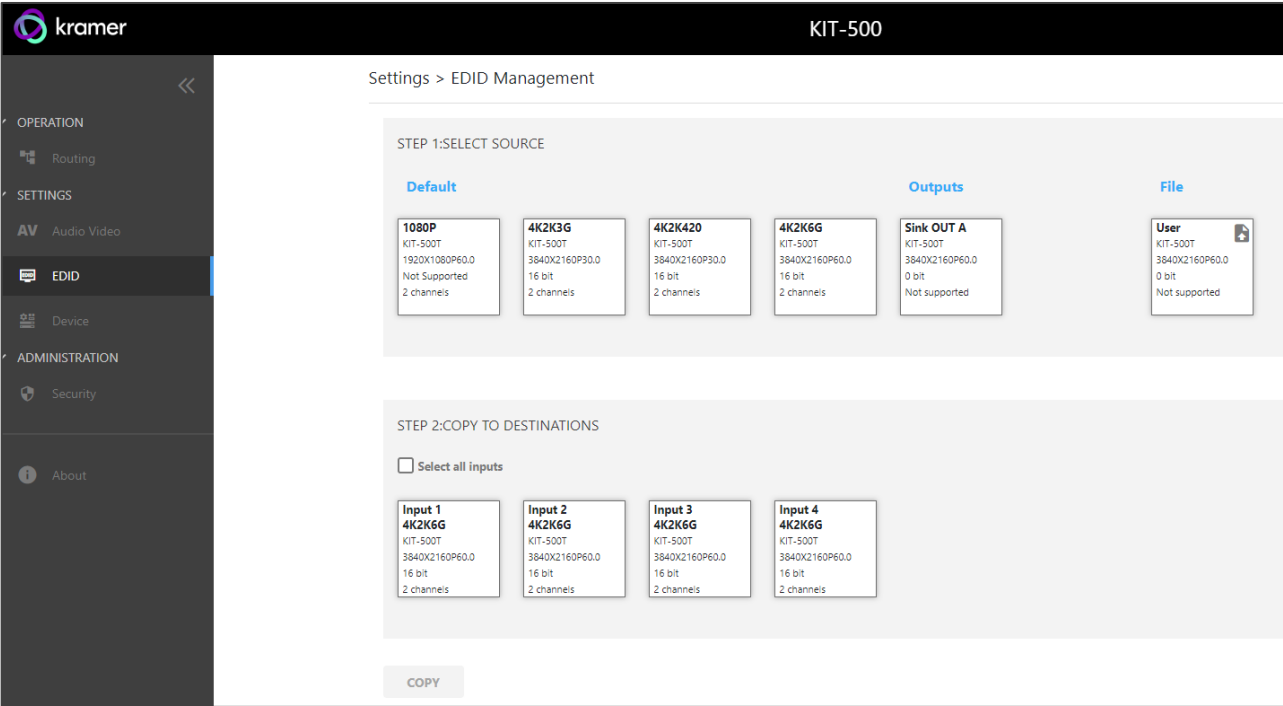 kramer
KIT-500
OPERATION
Routing
SETTINGS
AV Audio Video
EDID
Device
ADMINISTRATION
Security
About
Settings > EDID Management
STEP 1:SELECT SOURCE
Default
Outputs
File
1080P
KIT-500T
1920X1080P60.0
Not Supported
2 channels
4K2K3G
KIT-500T
3840X2160P30.0
16 bit
2 channels
4K2K420
KIT-500T
3840X2160P30.0
16 bit
2 channels
4K2K6G
KIT-500T
3840X2160P60.0
16 bit
2 channels
Sink OUT A
KIT-500T
3840X2160P60.0
0 bit
Not supported
User
KIT-500T
3840X2160P60.0
0 bit
Not supported
STEP 2:COPY TO DESTINATIONS
Select all inputs
Input 1
4K2K6G
KIT-500T
3840X2160P60.0
16 bit
2 channels
Input 2
4K2K6G
KIT-500T
3840X2160P60.0
16 bit
2 channels
Input 3
4K2K6G
KIT-500T
3840X2160P60.0
16 bit
2 channels
Input 4
4K2K6G
KIT-500T
3840X2160P60.0
16 bit
2 channels
COPY